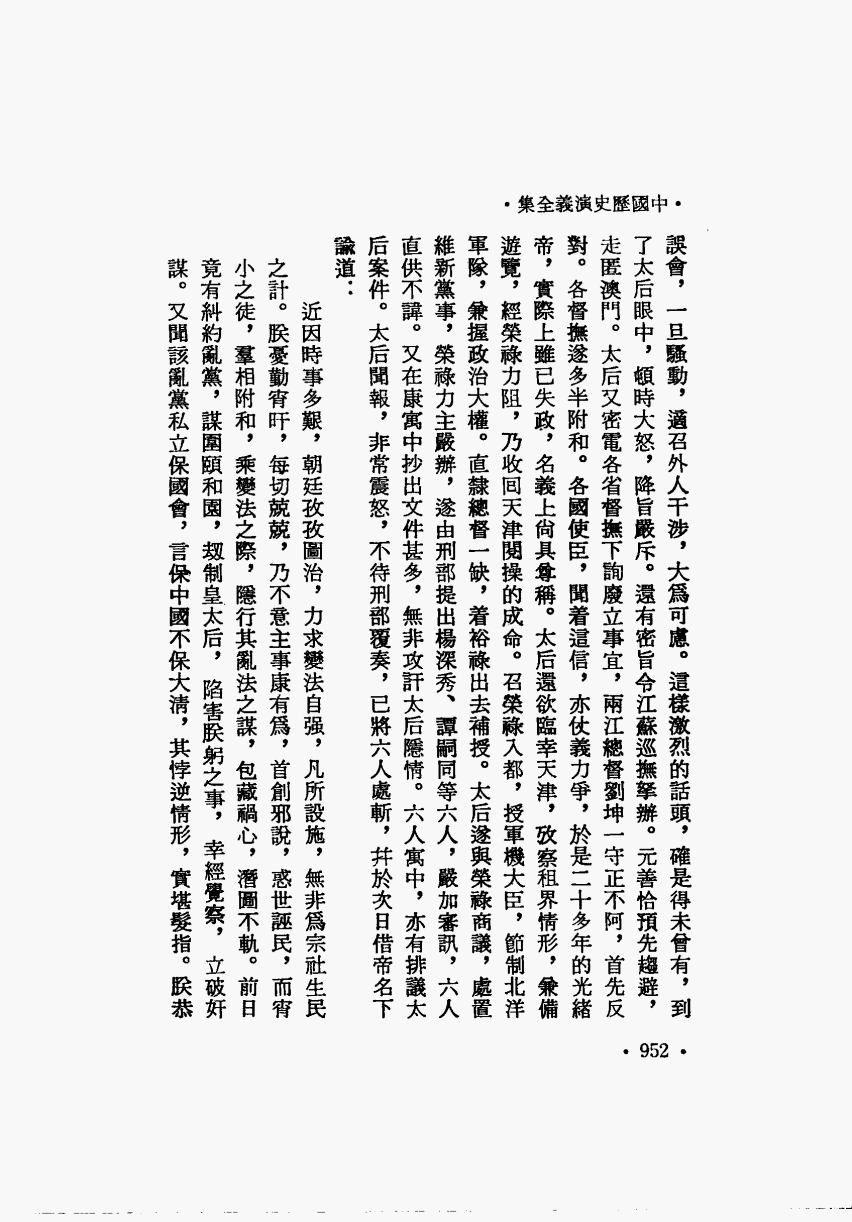 ·中國歷史演義全集·
誤會，一旦騷動，適召外人干涉，大爲可慮。這樣激烈的話頭，確是得未曾有，到
了太后眼中，頓時大怒，降旨嚴斥。還有密旨令江蘇巡撫拏辦。元善恰預先趨避，
走匿澳門。太后又密電各省督撫下詢廢立事宜，兩江總督劉坤一守正不阿，首先反
對。各督撫遂多半附和。各國使臣，聞着這信，亦仗義力爭，於是二十多年的光緒
帝，實際上雖已失政，名義上尙具尊稱。太后還欲臨幸天津，攷察租界情形，兼備
遊覽，經榮祿力阻，乃收囘天津閱操的成命。召榮祿入都，授軍機大臣，節制北洋
軍隊，兼握政治大權。直隸總督一缺，着裕祿出去補授。太后遂與榮祿商議，處置
維新黨事，榮祿力主嚴辦，遂由刑部提出楊深秀、譚嗣同等六人，嚴加審訊，六人
直供不諱。又在康寓中抄出文件甚多，無非攻訐太后隱情。六人寓中，亦有排議太
后案件。太后聞報，非常震怒，不待刑部覆奏，已將六人處斬，幷於次日借帝名下
諭道：
近因時事多艱，朝廷孜孜圖治，力求變法自强，凡所設施，無非爲宗社生民
之計。朕憂勤宵旰，每切兢兢，乃不意主事康有爲，首創邪說，惑世誣民，而宵
小之徒，羣相附和，乘變法之際，隱行其亂法之謀，包藏禍心，潛圖不軌。前日
竟有糾約亂黨，謀圍頤和園，刼制皇太后，陷害朕躬之事，幸經覺察，立破奸
謀。又聞該亂黨私立保國會，言保中國不保大淸，其悖逆情形，實堪髮指。朕恭
·952·